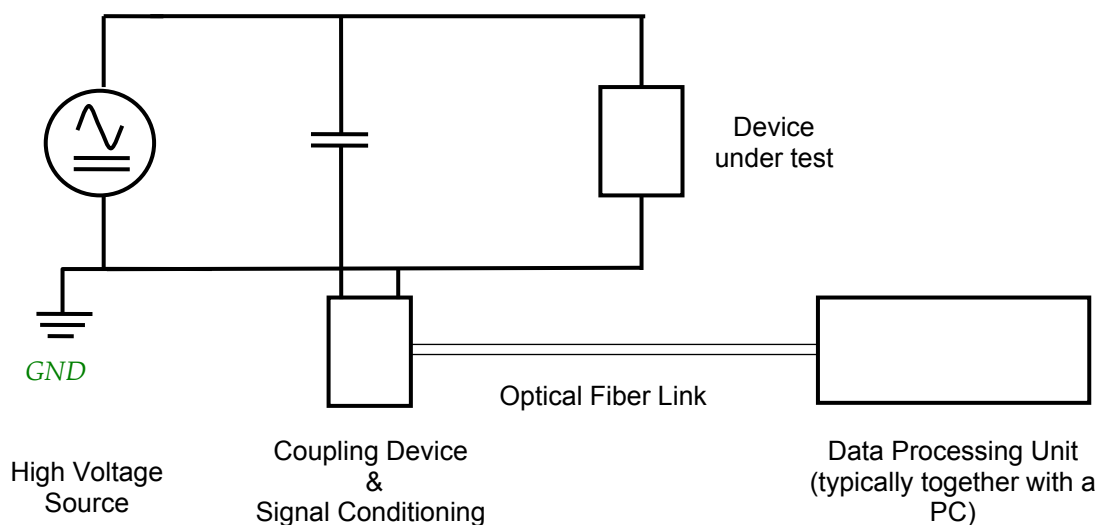 Device
under test
GND
Optical Fiber Link
High Voltage
Source
Coupling Device
&
Signal Conditioning
Data Processing Unit
(typically together with a
PC)